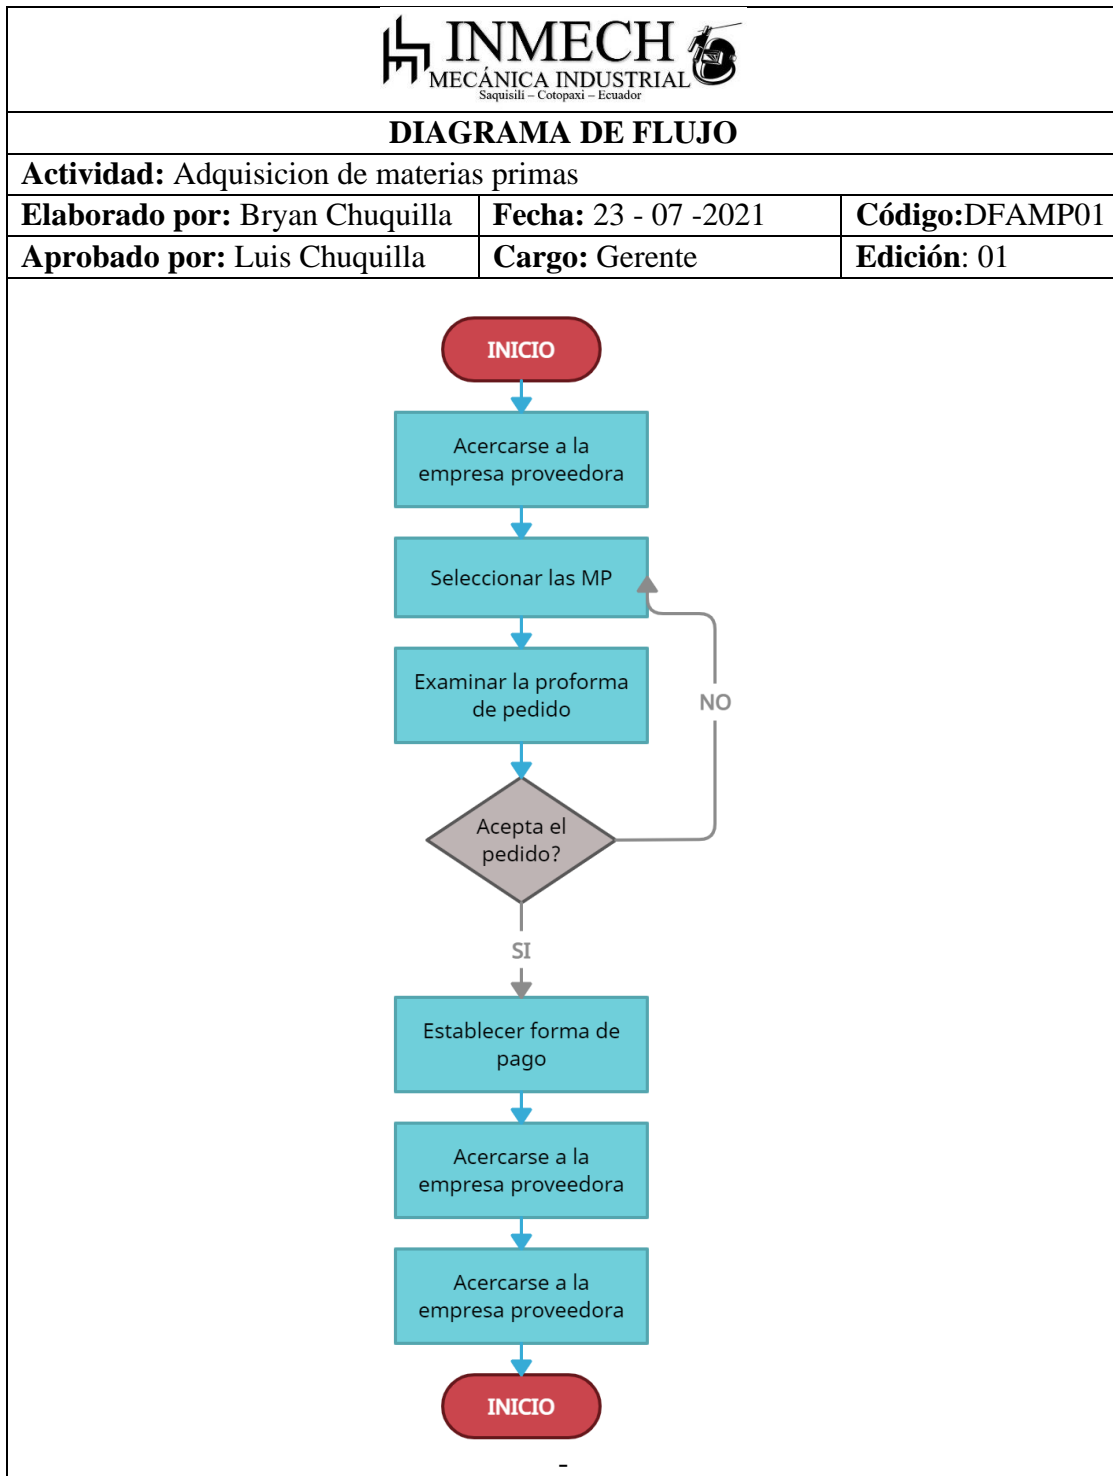 INMECH
MECÁNICA INDUSTRIAL
Saquisilí – Cotopaxi – Ecuador
DIAGRAMA DE FLUJO
Actividad: Adquisicion de materias primas
Elaborado por: Bryan Chuquilla Fecha: 23 - 07 -2021 Código:DFAMP01
Aprobado por: Luis Chuquilla Cargo: Gerente Edición: 01
INICIO
Acercarse a la
empresa proveedora
Seleccionar las MP
Examinar la proforma
de pedido
NO
Acepta el
pedido?
SI
Establecer forma de
pago
Acercarse a la
empresa proveedora
Acercarse a la
empresa proveedora
INICIO
-